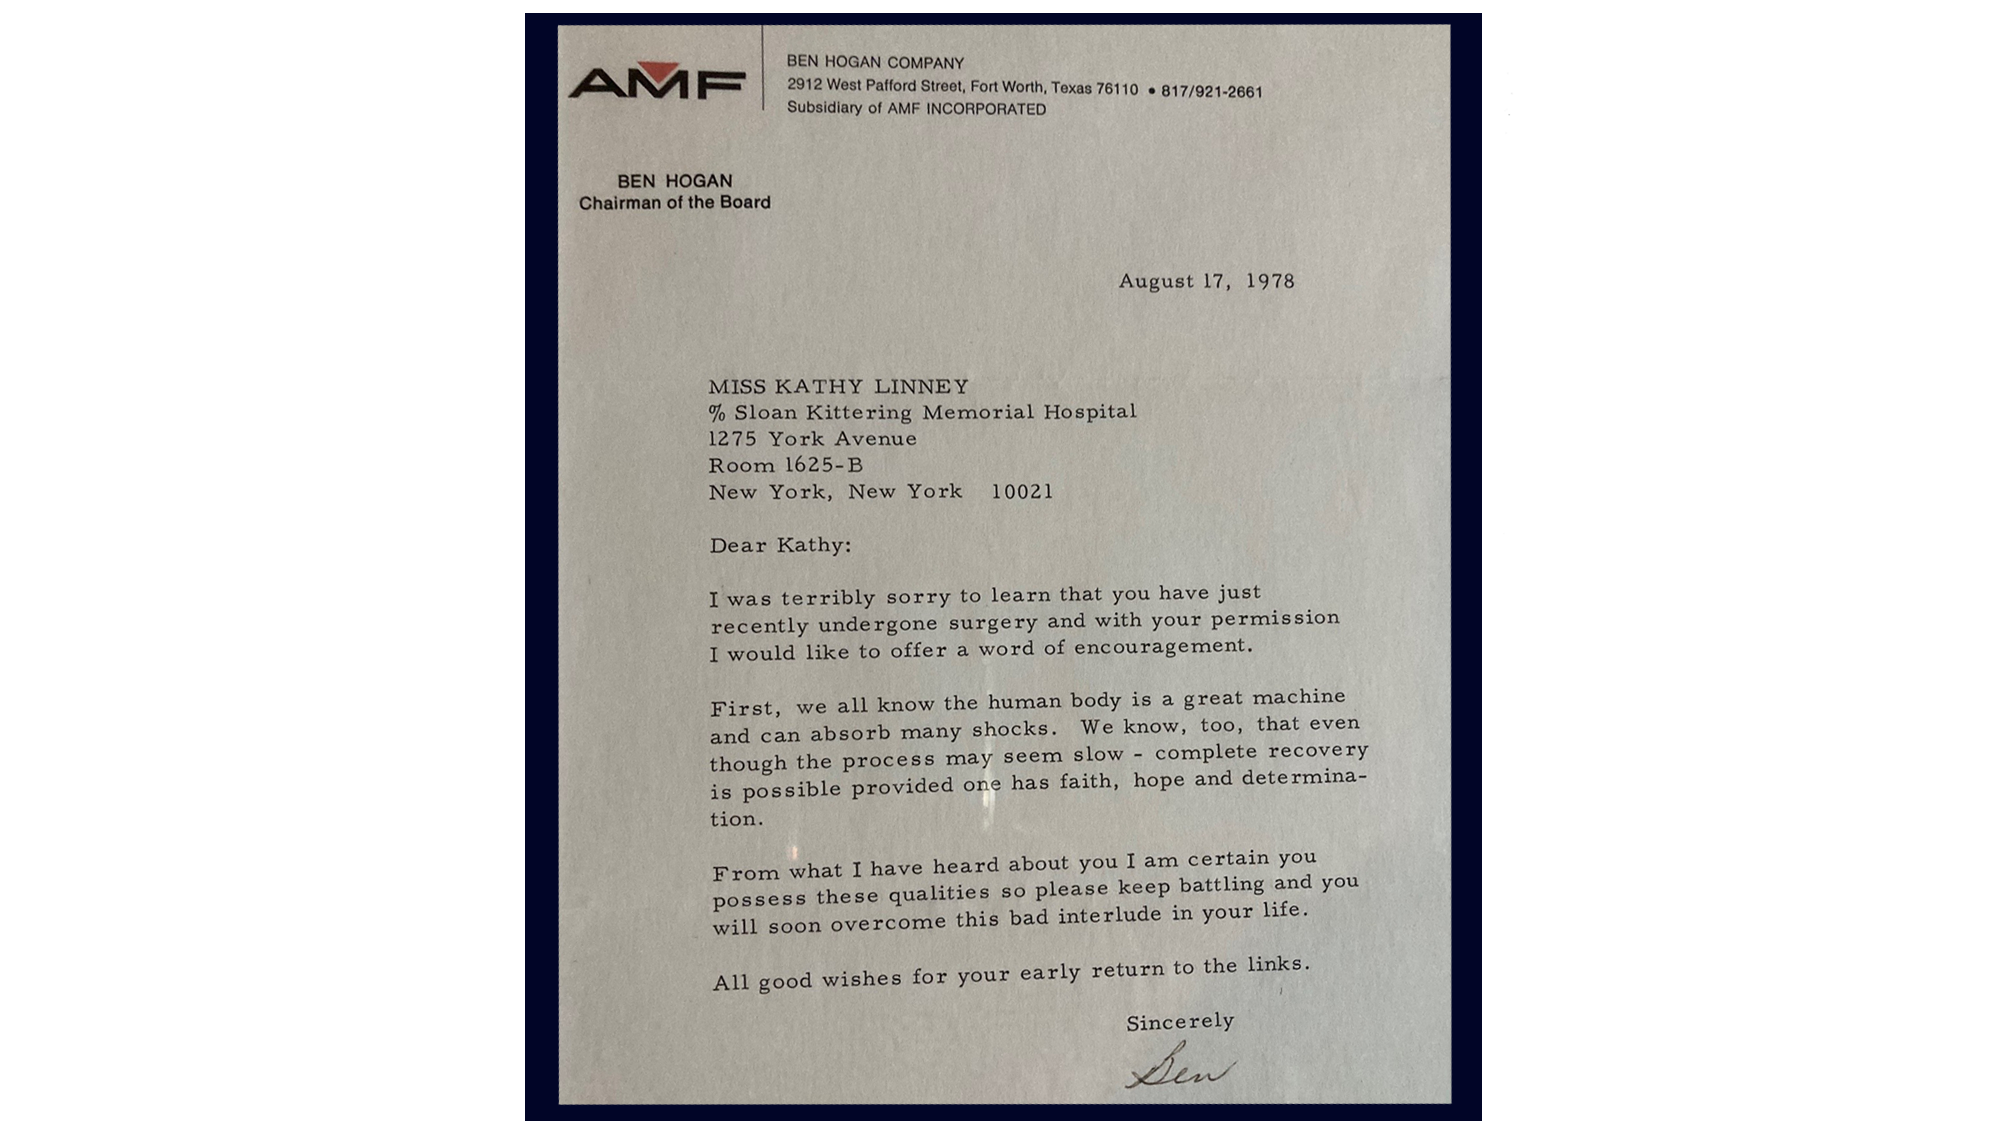 AMF
BEN HOGAN COMPANY
2912 West Pafford Street, Fort Worth, Texas 76110 • 817/921-2661
Subsidiary of AMF INCORPORATED
BEN HOGAN
Chairman of the Board
August 17, 1978
MISS KATHY LINNEY
% Sloan Kittering Memorial Hospital
1275 York Avenue
Room 1625-B
New York, New York 10021
Dear Kathy:
I was terribly sorry to learn that you have just
recently undergone surgery and with your permission
I would like to offer a word of encouragement.
First, we all know the human body is a great machine
and can absorb many shocks. We know, too, that even
though the process may seem slow - complete recovery
is possible provided one has faith, hope and determina-
tion.
From what I have heard about you I am certain you
possess these qualities so please keep battling and you
will soon overcome this bad interlude in your life.
All good wishes for your early return to the links.
Sincerely
Ben